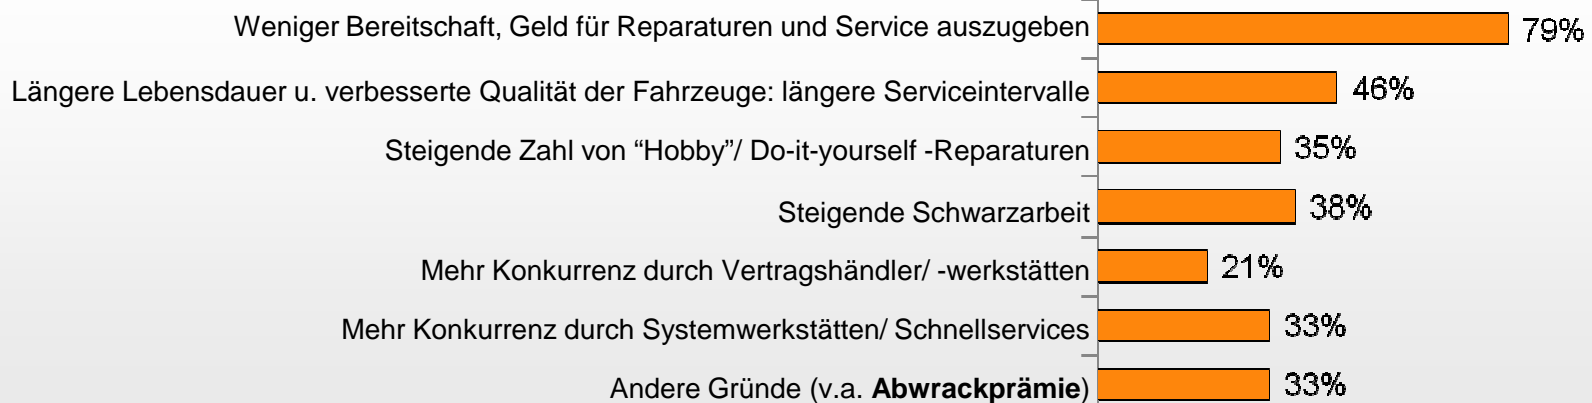 Weniger Bereitschaft, Geld für Reparaturen und Service auszugeben 79%
Längere Lebensdauer u. verbesserte Qualität der Fahrzeuge: längere Serviceintervalle 46%
Steigende Zahl von “Hobby”/ Do-it-yourself -Reparaturen 35%
Steigende Schwarzarbeit 38%
Mehr Konkurrenz durch Vertragshändler/ -werkstätten 21%
Mehr Konkurrenz durch Systemwerkstätten/ Schnellservices 33%
Andere Gründe (v.a. Abwrackprämie) 33%